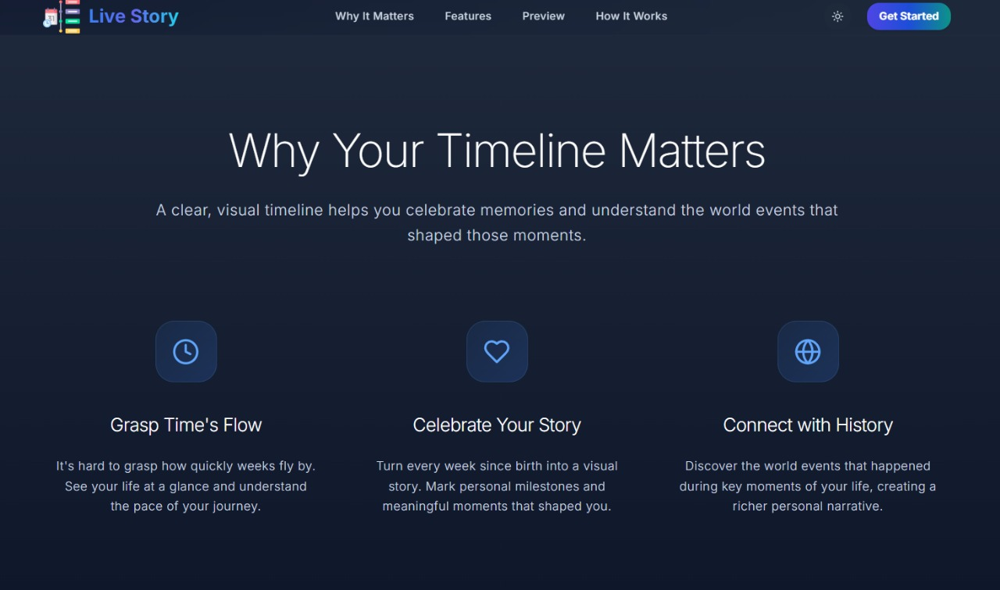 Live Story
Why It Matters
Features
Preview
How It Works
Get Started
Why Your Timeline Matters
A clear, visual timeline helps you celebrate memories and understand the world events that
shaped those moments.
Grasp Time's Flow
It's hard to grasp how quickly weeks fly by.
See your life at a glance and understand
the pace of your journey.
Celebrate Your Story
Turn every week since birth into a visual
story. Mark personal milestones and
meaningful moments that shaped you.
Connect with History
Discover the world events that happened
during key moments of your life, creating a
richer personal narrative.